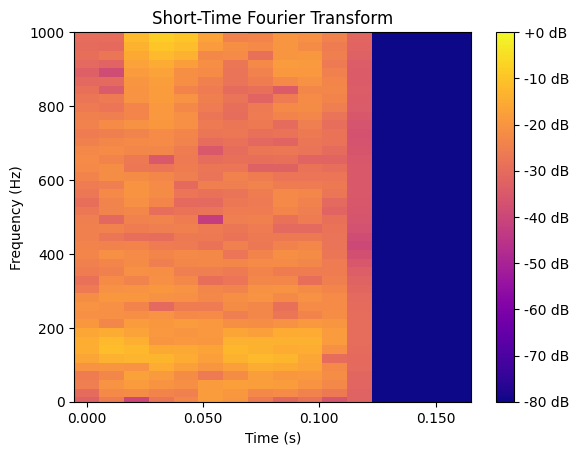 Short-Time Fourier Transform
1000
800
600
400
200
0
Frequency (Hz)
0.000
0.050
0.100
0.150
Time (s)
+0 dB
-10 dB
-20 dB
-30 dB
-40 dB
-50 dB
-60 dB
-70 dB
-80 dB